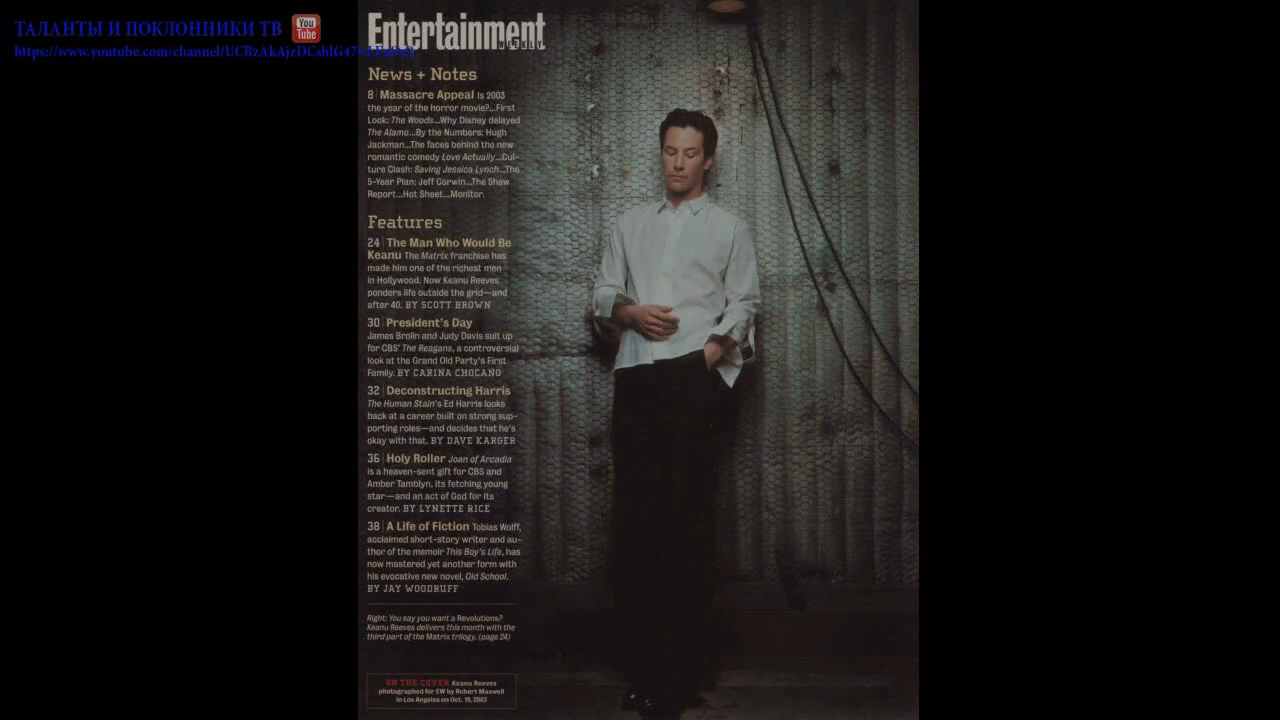 ТАЛАНТЫ И ПОКЛОННИКИ ТВ
You
Tube
https://www.youtube.com/channel/
Entertainment
WEEKLY
News + Notes
8 | Massacre Appeal Is 2003
the year of the horror movie?...First
Look: The Woods...Why Disney delayed
The Alamo...By the Numbers: Hugh
Jackman...The faces behind the new
romantic comedy Love Actually...Cul-
ture Clash: Saving Jessica Lynch...The
5-Year Plan: Jeff Corwin...The Shaw
Report...Hot Sheet...Monitor.
Features
24 | The Man Who Would Be
Keanu The Matrix franchise has
made him one of the richest men
in Hollywood. Now Keanu Reeves
ponders life outside the grid—and
after 40. BY SCOTT BROWN
30 | President's Day
James Brolin and Judy Davis suit up
for CBS' The Reagans, a controversial
look at the Grand Old Party's First
Family. BY CARINA CHOCANO
32 | Deconstructing Harris
The Human Stain's Ed Harris looks
back at a career built on strong sup-
porting roles—and decides that he's
okay with that. BY DAVE KARGER
36 | Holy Roller Joan of Arcadia
is a heaven-sent gift for CBS and
Amber Tamblyn, its fetching young
star—and an act of God for its
creator. BY LYNETTE RICE
38 | A Life of Fiction Tobias Wolff,
acclaimed short-story writer and au-
thor of the memoir This Boy's Life, has
now mastered yet another form with
his evocative new novel, Old School.
BY JAY WOODRUFF
Right: You say you want a Revolutions?
Keanu Reeves delivers this month with the
third part of the Matrix trilogy. (page 24)
ON THE COVER Keanu Reeves
photographed for EW by Robert Maxwell
in Los Angeles on Oct. 19, 2003